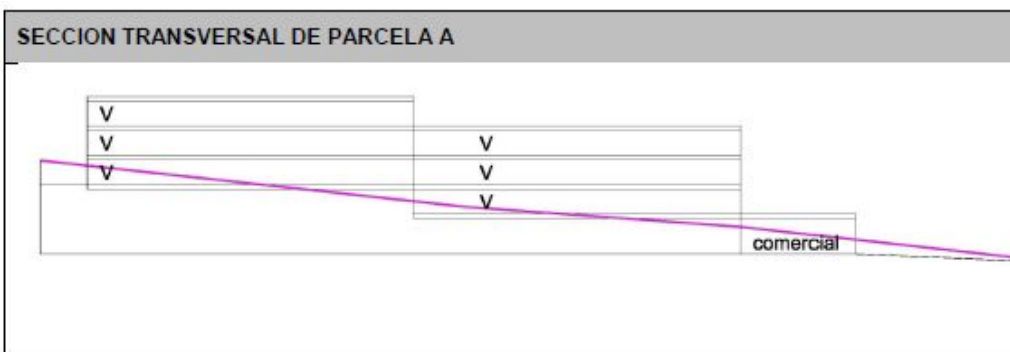 SECCION TRANSVERSAL DE PARCELA A
V
V V
V V
V
comercial